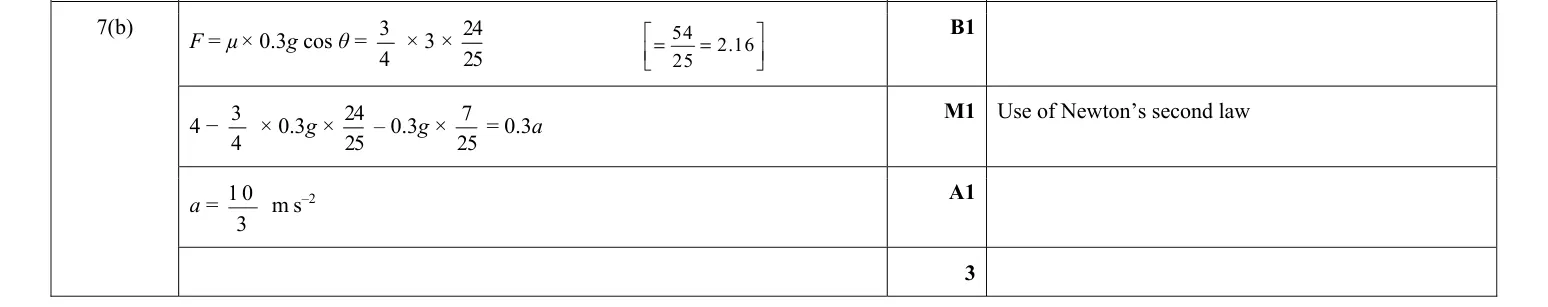 7(b)
F = μ × 0.3g cos θ = 3/4 × 3 × 24/25 [= 54/25 = 2.16] B1
4 − 3/4 × 0.3g × 24/25 – 0.3g × 7/25 = 0.3a M1 Use of Newton’s second law
a = 10/3 m s⁻² A1
3